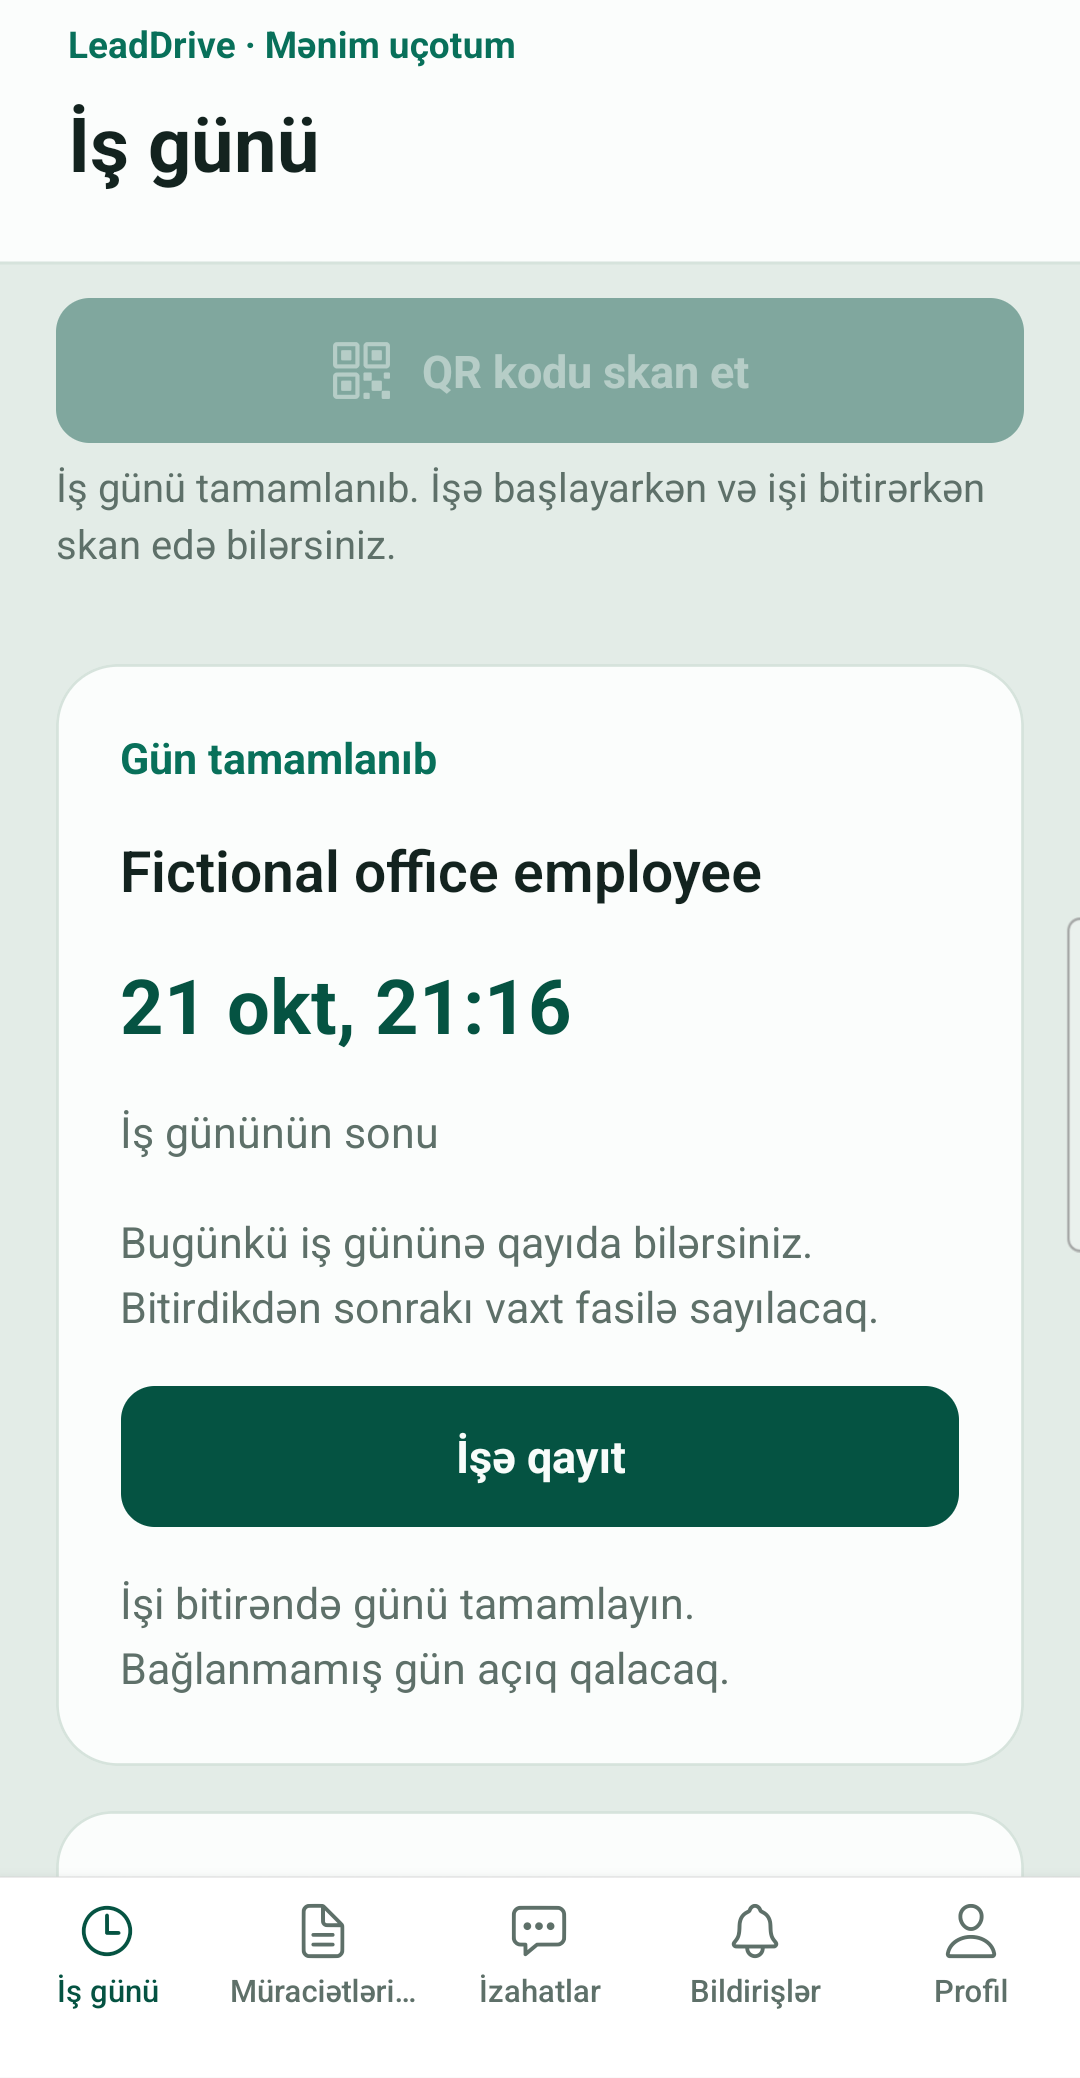 LeadDrive · Mənim uçotum
İş günü
QR kodu skan et
İş günü tamamlanıb. İşə başlayarkən və işi bitirərkən
skan edə bilərsiniz.
Gün tamamlanıb
Fictional office employee
21 okt, 21:16
İş gününün sonu
Bugünkü iş gününə qayıda bilərsiniz.
Bitirdikdən sonrakı vaxt fasilə sayılacaq.
İşə qayıt
İşi bitirəndə günü tamamlayın.
Bağlanmamış gün açıq qalacaq.
İş günü
Müraciətləri...
İzahatlar
Bildirişlər
Profil